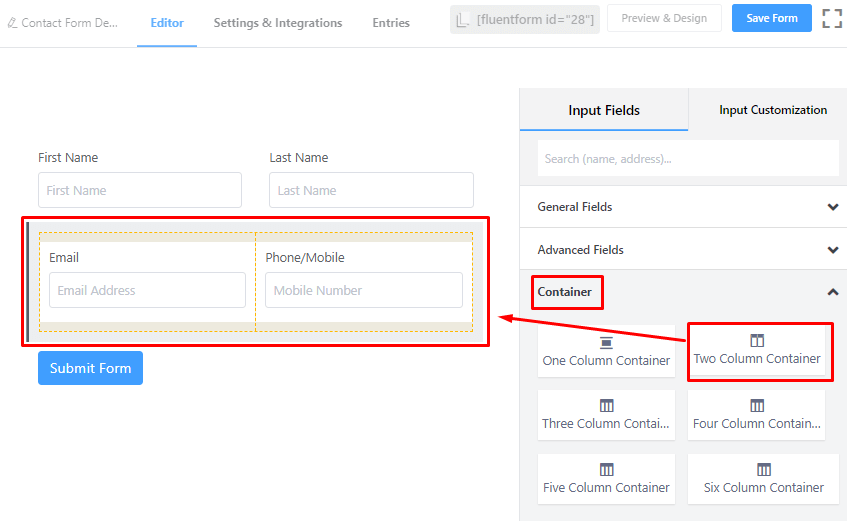 Contact Form De...
Editor
Settings & Integrations
Entries
[fluentform id="28"]
Preview & Design
Save Form
Input Fields
Input Customization
Search (name, address)...
First Name
Last Name
First Name
Last Name
General Fields
Advanced Fields
Email
Phone/Mobile
Email Address
Mobile Number
Container
One Column Container
Two Column Container
Submit Form
Three Column Contai...
Four Column Contain...
Five Column Container
Six Column Container